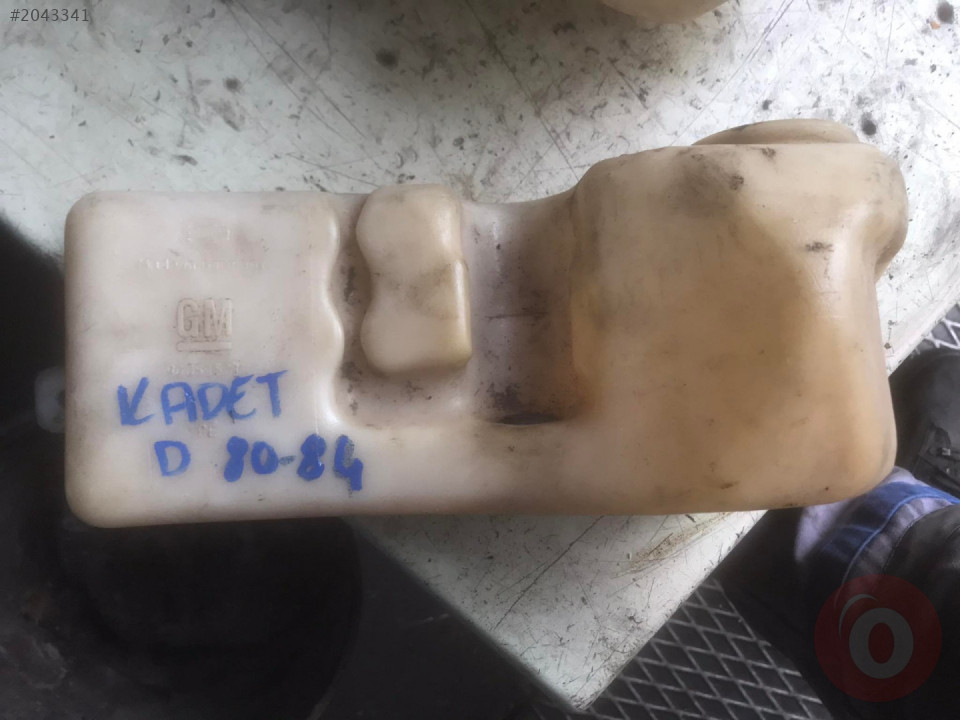 #2043341
GM
KADET
D 80-84
O